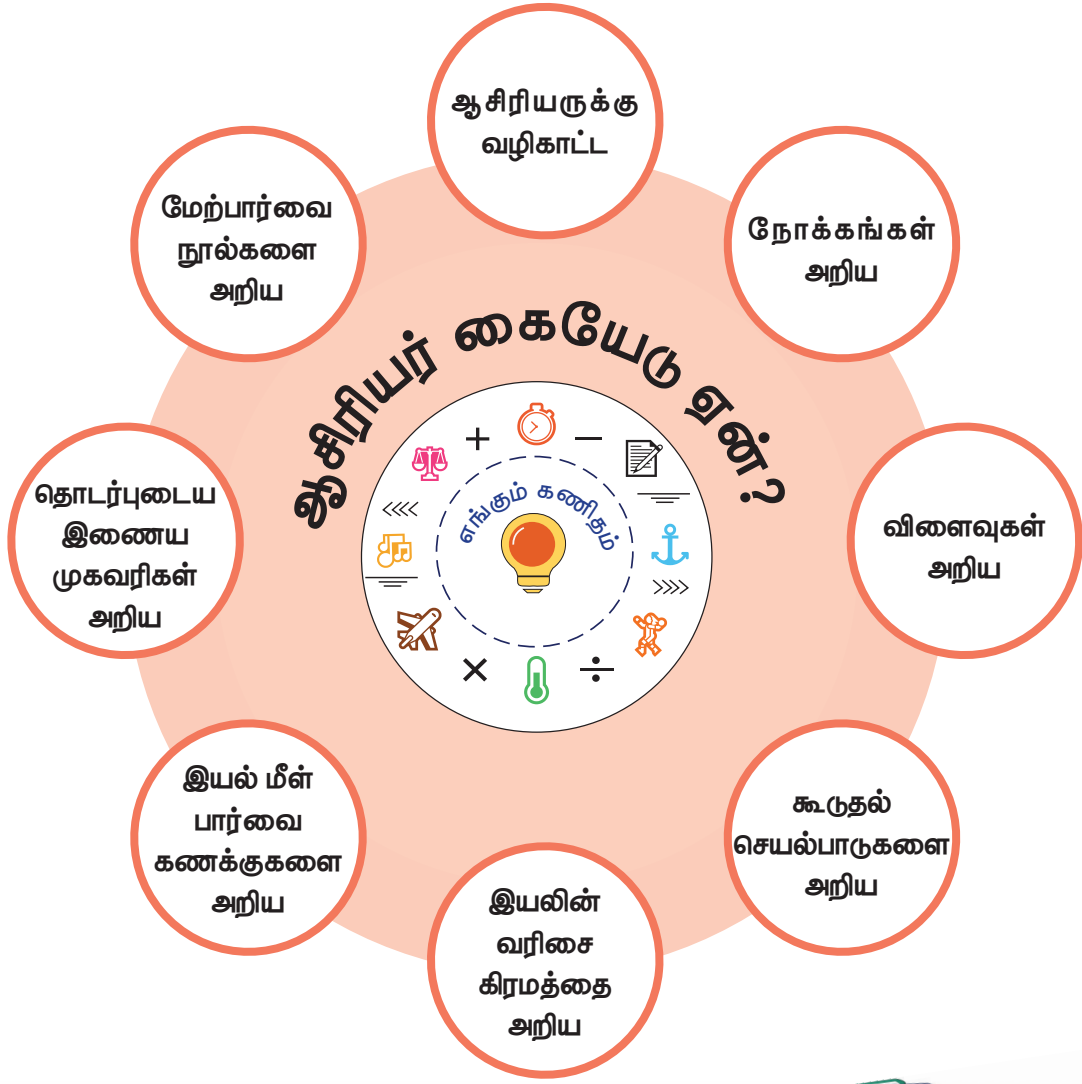 ஆசிரியர் கையேடு ஏன்?
எங்கும் கணிதம்
ஆசிரியருக்கு
வழிகாட்ட
நோக்கங்கள்
அறிய
விளைவுகள்
அறிய
கூடுதல்
செயல்பாடுகளை
அறிய
இயலின்
வரிசை
கிரமத்தை
அறிய
இயல் மீள்
பார்வை
கணக்குகளை
அறிய
தொடர்புடைய
இணைய
முகவரிகள்
அறிய
மேற்பார்வை
நூல்களை
அறிய